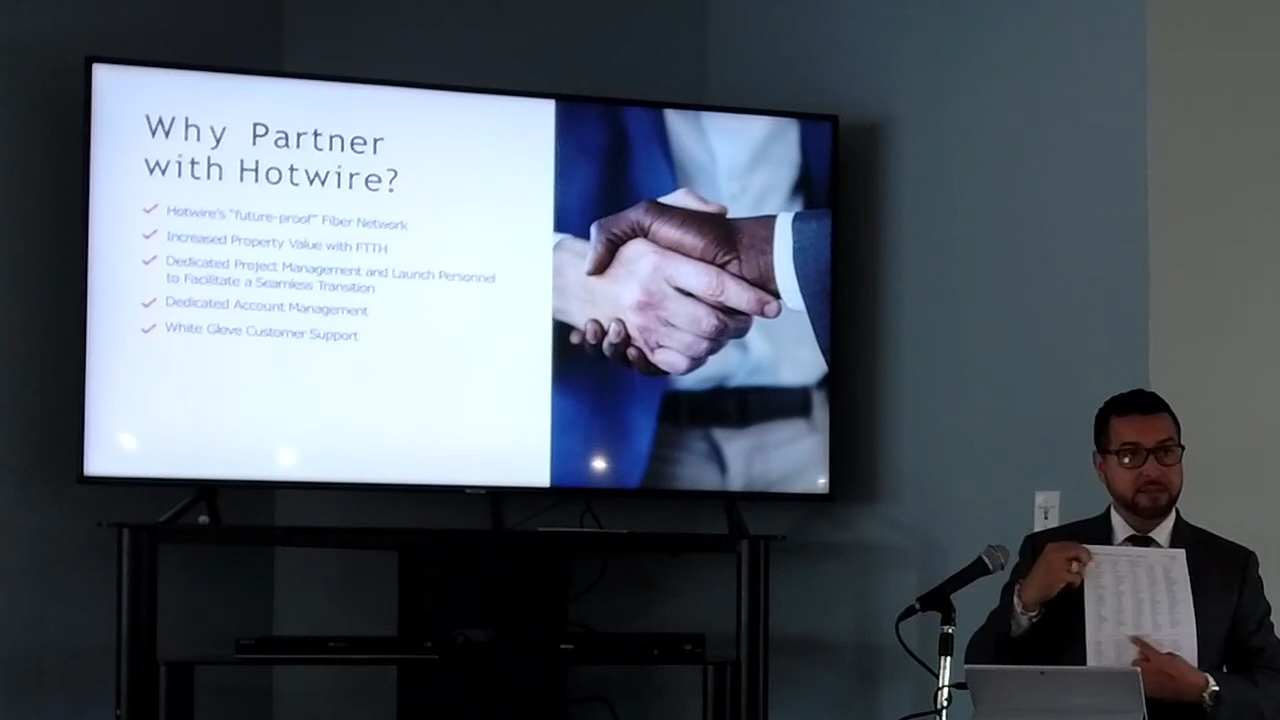 Why Partner
with Hotwire?
Hotwire's "future-proof" Fiber Network
Increased Property Value with FTTH
Dedicated Project Management and Launch Personnel
to Facilitate a Seamless Transition
Dedicated Account Management
White Glove Customer Support